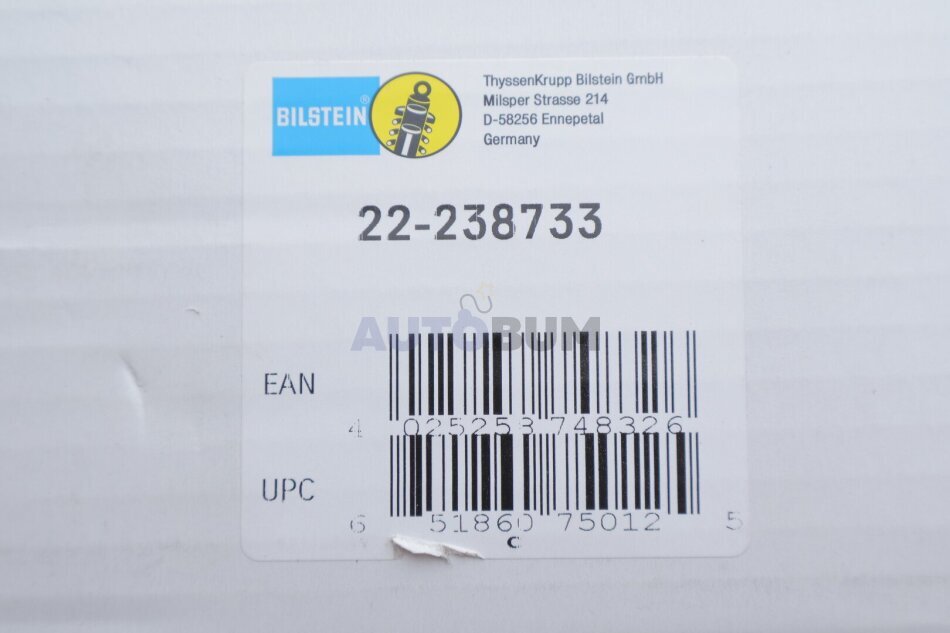 BILSTEIN®
ThyssenKrupp Bilstein GmbH
Milsper Strasse 214
D-58256 Ennepetal
Germany
22-238733
AUTOBUM
EAN
4 025258 748326
UPC
6 51860 75012 5
C